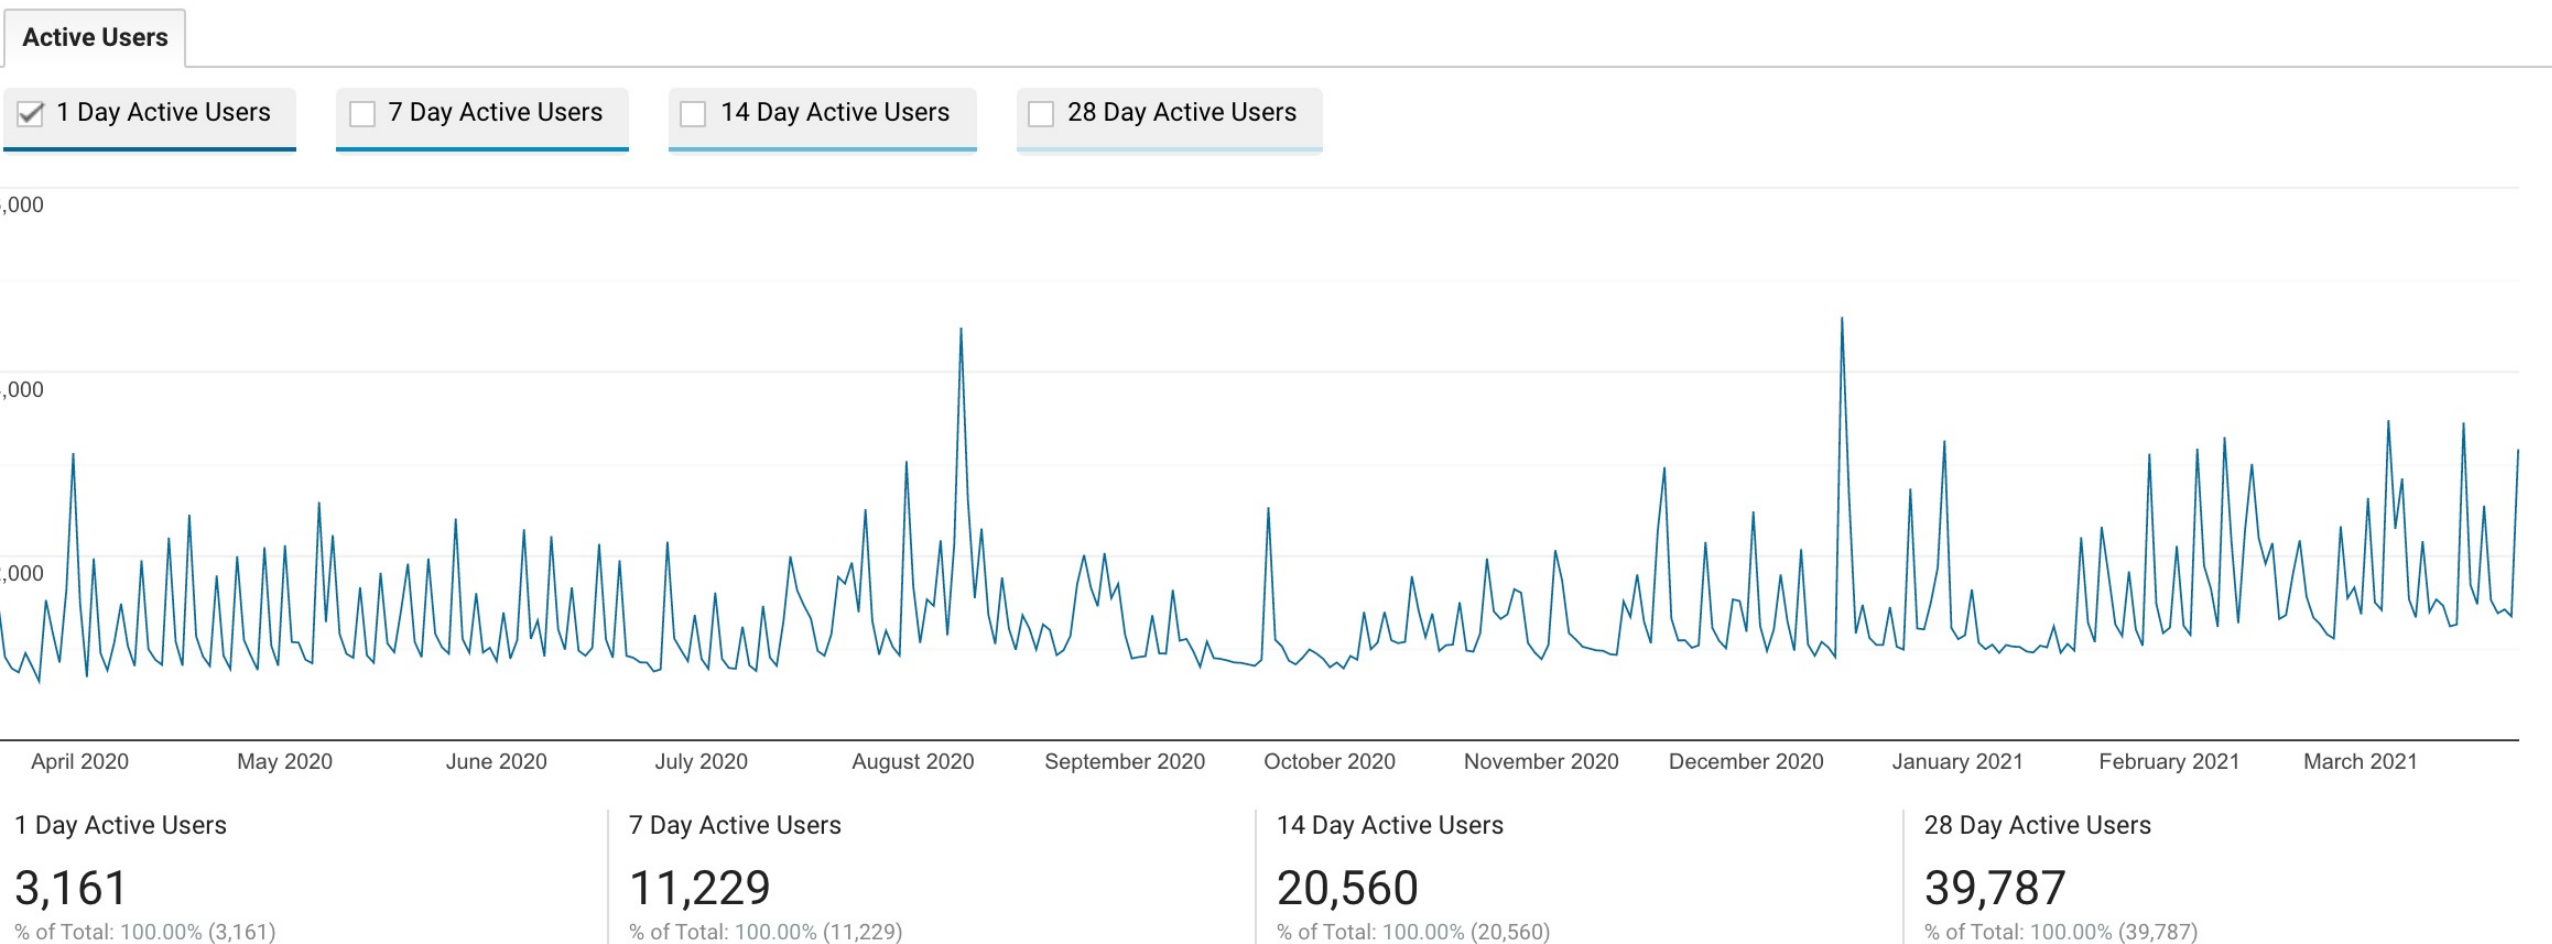 Active Users
1 Day Active Users 7 Day Active Users 14 Day Active Users 28 Day Active Users
,000
,000
,000
April 2020 May 2020 June 2020 July 2020 August 2020 September 2020 October 2020 November 2020 December 2020 January 2021 February 2021 March 2021
1 Day Active Users 7 Day Active Users 14 Day Active Users 28 Day Active Users
3,161 11,229 20,560 39,787
% of Total: 100.00% (3,161) % of Total: 100.00% (11,229) % of Total: 100.00% (20,560) % of Total: 100.00% (39,787)